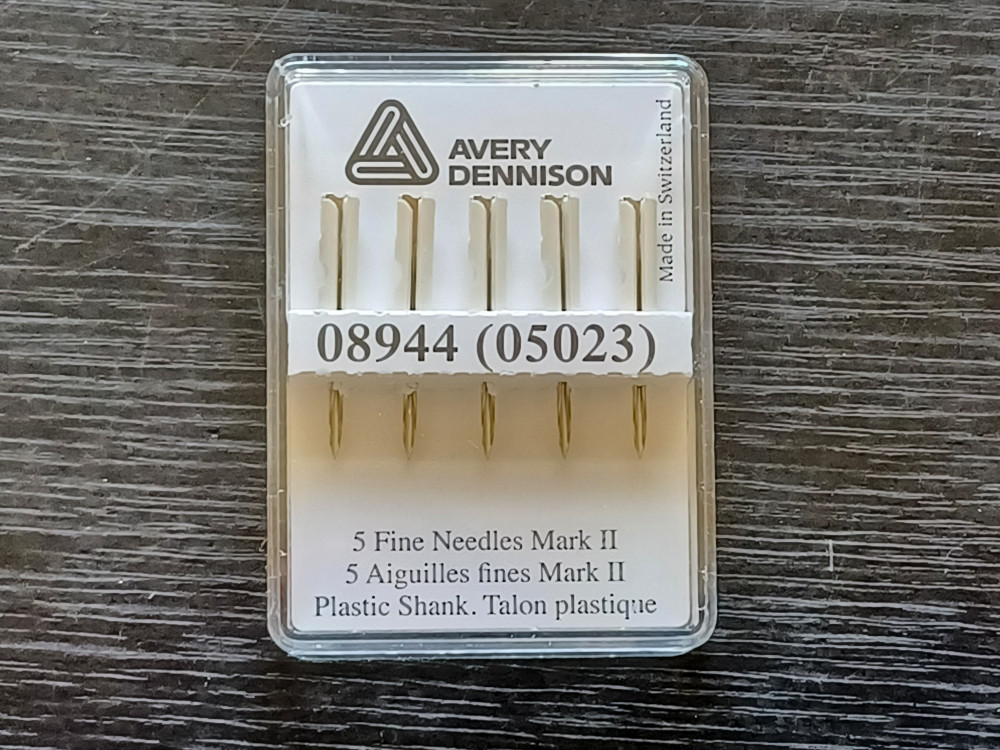 AVERY
DENNISON
Made in Switzerland
08944 (05023)
5 Fine Needles Mark II
5 Aiguilles fines Mark II
Plastic Shank. Talon plastique